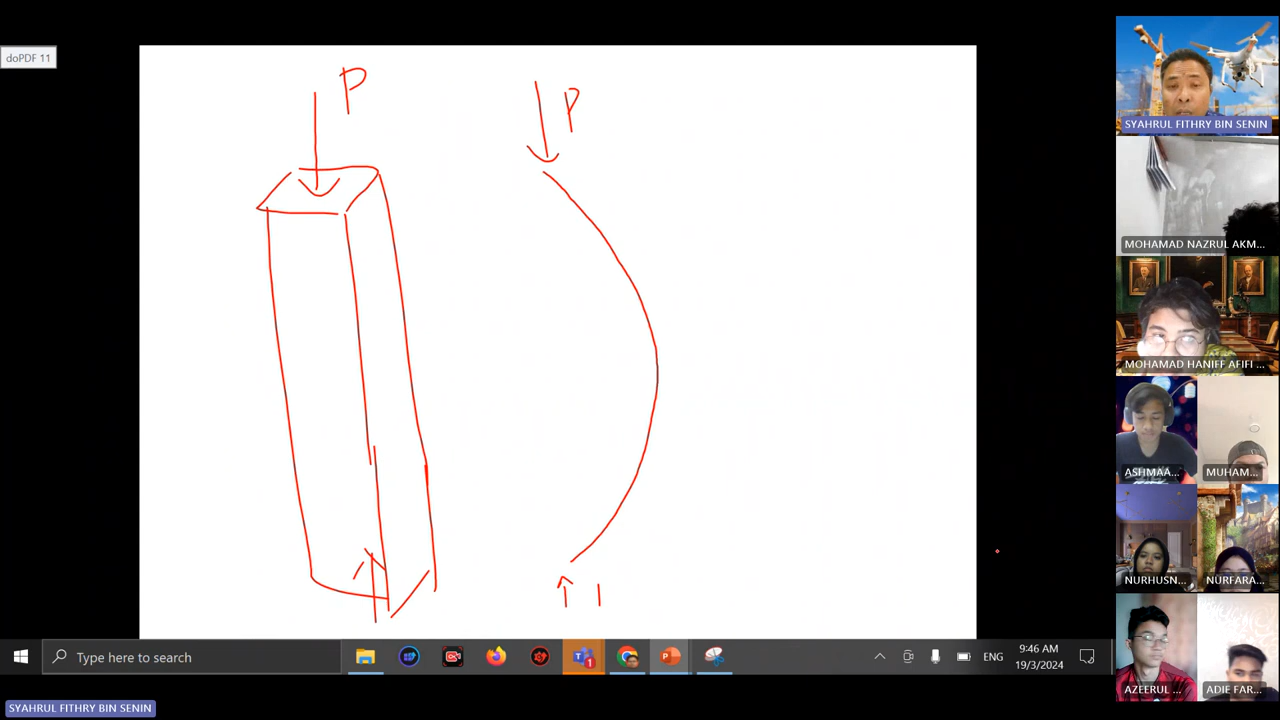 doPDF 11
P
P
SYAHRUL FITHRY BIN SENIN
MOHAMAD NAZRUL AKM...
MOHAMAD HANIFF AFIFI ...
ASHMAA...
MUHAM...
NURHUSN...
NURFARA...
AZEERUL ...
ADIE FAR...
Type here to search
1
ENG
9:46 AM
19/3/2024
SYAHRUL FITHRY BIN SENIN